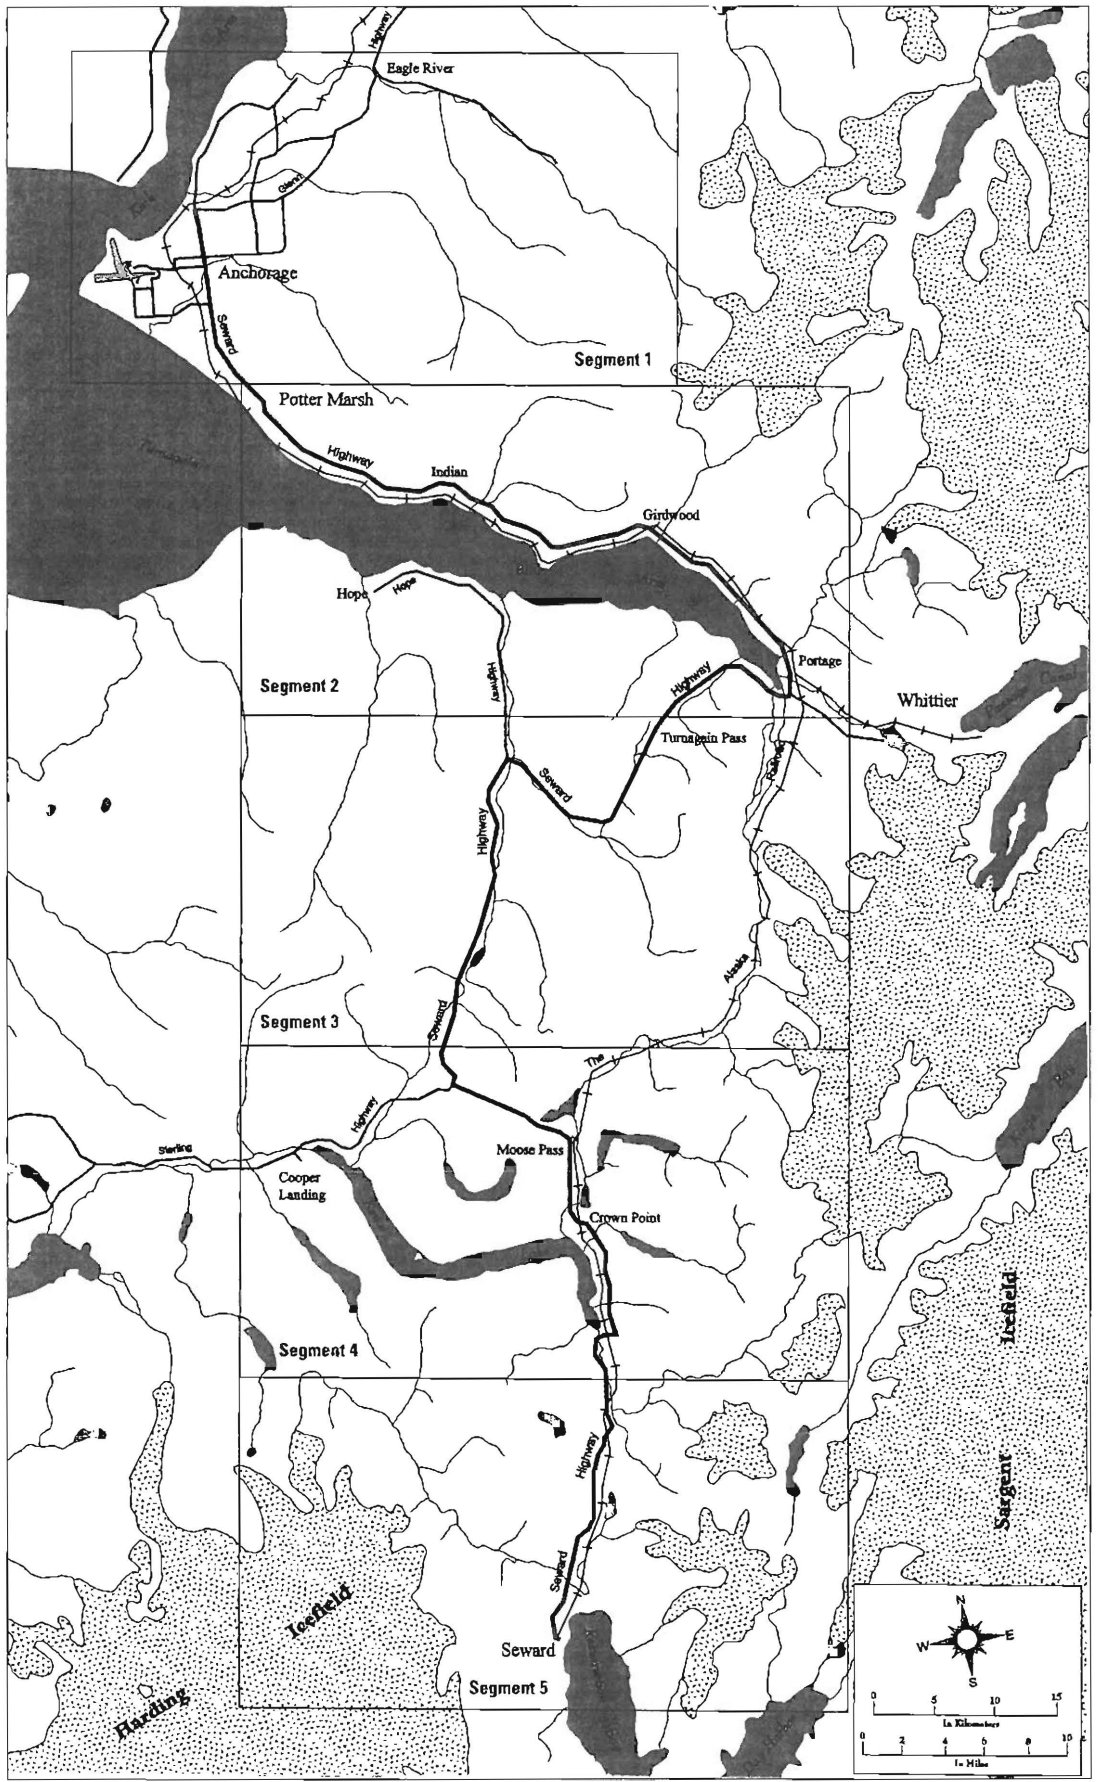 Highway
Eagle River
Glenn
Anchorage
Seward
Segment 1
Potter Marsh
Highway
Indian
Girdwood
Hope
Hope
Highway
Segment 2
Highway
Portage
Canal
Whittier
Turnagain Pass
Seward
Railroad
Highway
Alaska
Seward
Segment 3
The
Highway
Sterling
Moose Pass
Cooper
Landing
Crown Point
Icefield
Sargent
Segment 4
Highway
Seward
Icefield
Harding
Seward
Segment 5
N
W
E
S
0 5 10 15
In Kilometers
0 2 4 6 8 10
In Miles